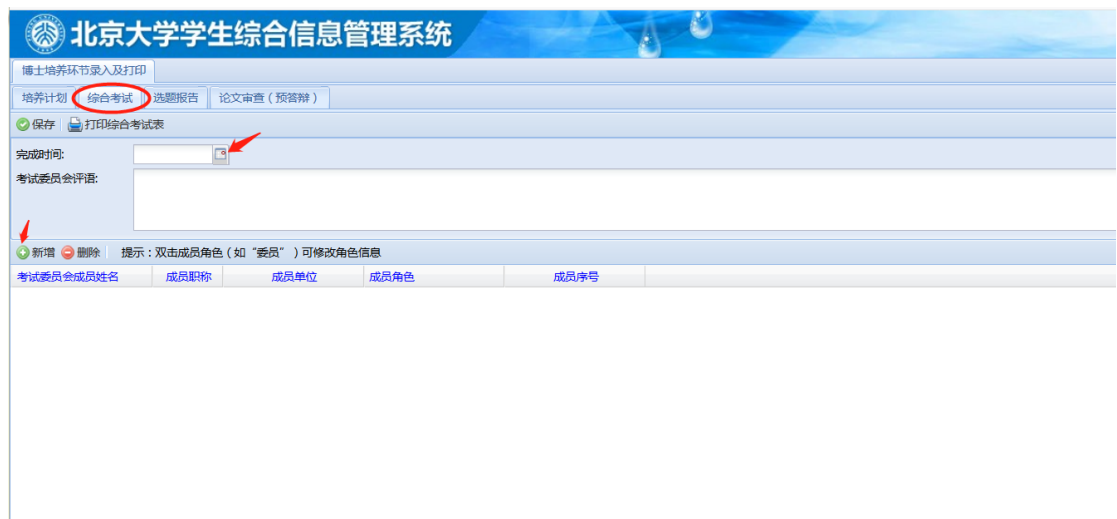 北京大学学生综合信息管理系统
博士培养环节录入及打印
培养计划 综合考试 选题报告 论文审查（预答辩）
保存 打印综合考试表
完成时间:
考试委员会评语:
新增 删除 提示：双击成员角色（如“委员”）可修改角色信息
考试委员会成员姓名 成员职称 成员单位 成员角色 成员序号